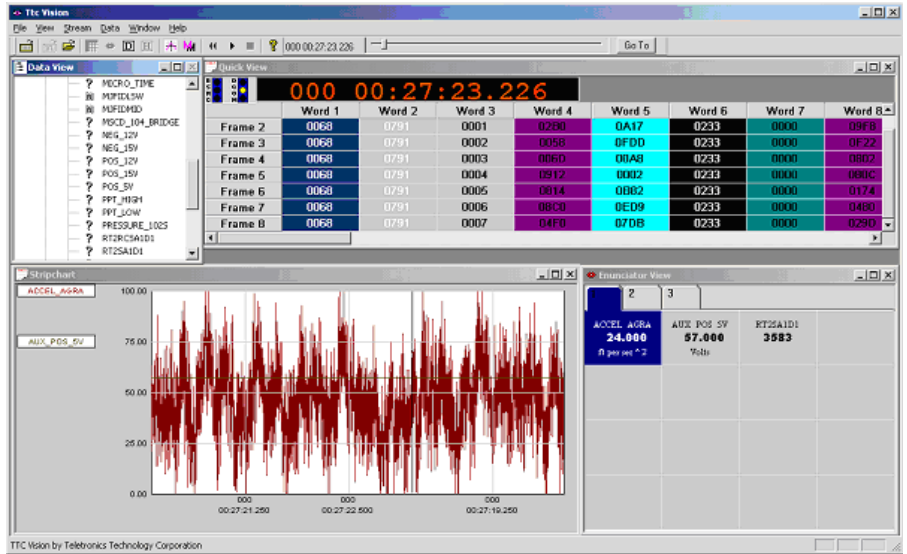 Ttc Vision
File View Stream Data Window Help
000 00:27:23.226 Go To
Data View
MICRO_TIME
MJFIDLSW
MJFIDMIO
MSCD_104_BRIDGE
NEG_12V
NEG_15V
POS_12V
POS_15V
POS_5V
PPT_HIGH
PPT_LOW
PRESSURE_1025
RT2RC5A1D1
RT2SA1D1
Quick View
000 00:27:23.226
Word 1 Word 2 Word 3 Word 4 Word 5 Word 6 Word 7 Word 8
Frame 2 0068 0791 0001 0280 0A17 0233 0000 09FB
Frame 3 0068 0791 0002 0058 0FDD 0233 0000 0F22
Frame 4 0068 0791 0003 006D 00A8 0233 0000 0802
Frame 5 0068 0791 0004 0912 0002 0233 0000
Frame 6 0068 0791 0005 0814 0B82 0233 0000 0174
Frame 7 0068 0791 0006 08C0 0ED9 0233 0000 0480
Frame 8 0068 0791 0007 04F0 07DB 0233 0000 029D
Stripchart
ACCEL_AGRA
AUX_POS_5V
100.00
75.00
50.00
25.00
0.00
000 000 000
00:27:21.250 00:27:22.500 00:27:19.250
Enunciator View
1 2 3
ACCEL AGRA AUX POS 5V RT2SA1D1
24.000 57.000 3583
ft per sec ^ 2 Volts
TTC Vision by Teletronics Technology Corporation